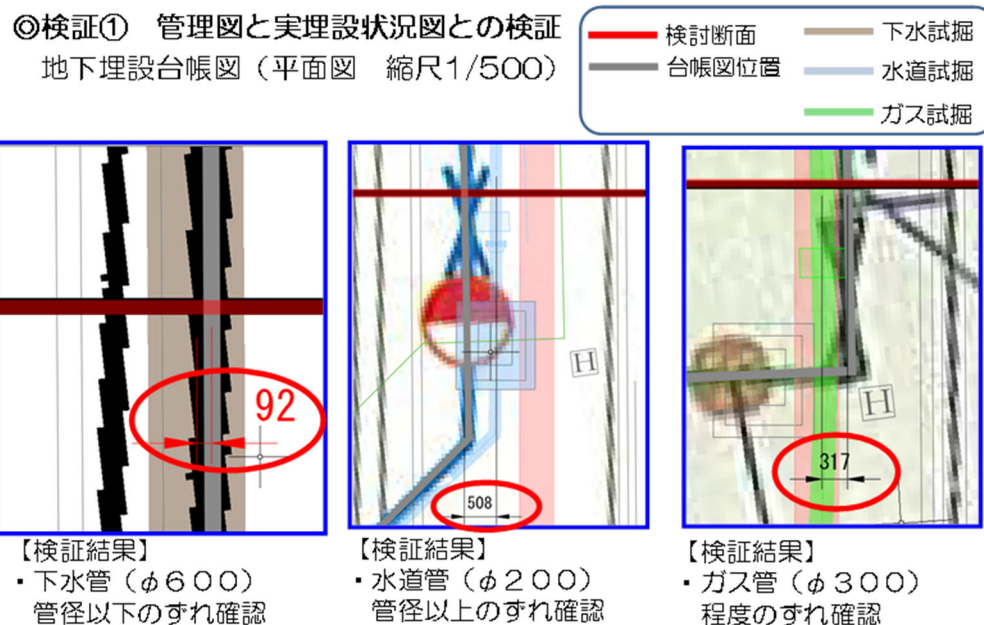 ◎検証① 管理図と実埋設状況図との検証
地下埋設台帳図（平面図 縮尺1/500）
検討断面
台帳図位置
下水試掘
水道試掘
ガス試掘
92
508
H
317
H
【検証結果】
・下水管（φ６００）
管径以下のずれ確認
【検証結果】
・水道管（φ２００）
管径以上のずれ確認
【検証結果】
・ガス管（φ３００）
程度のずれ確認